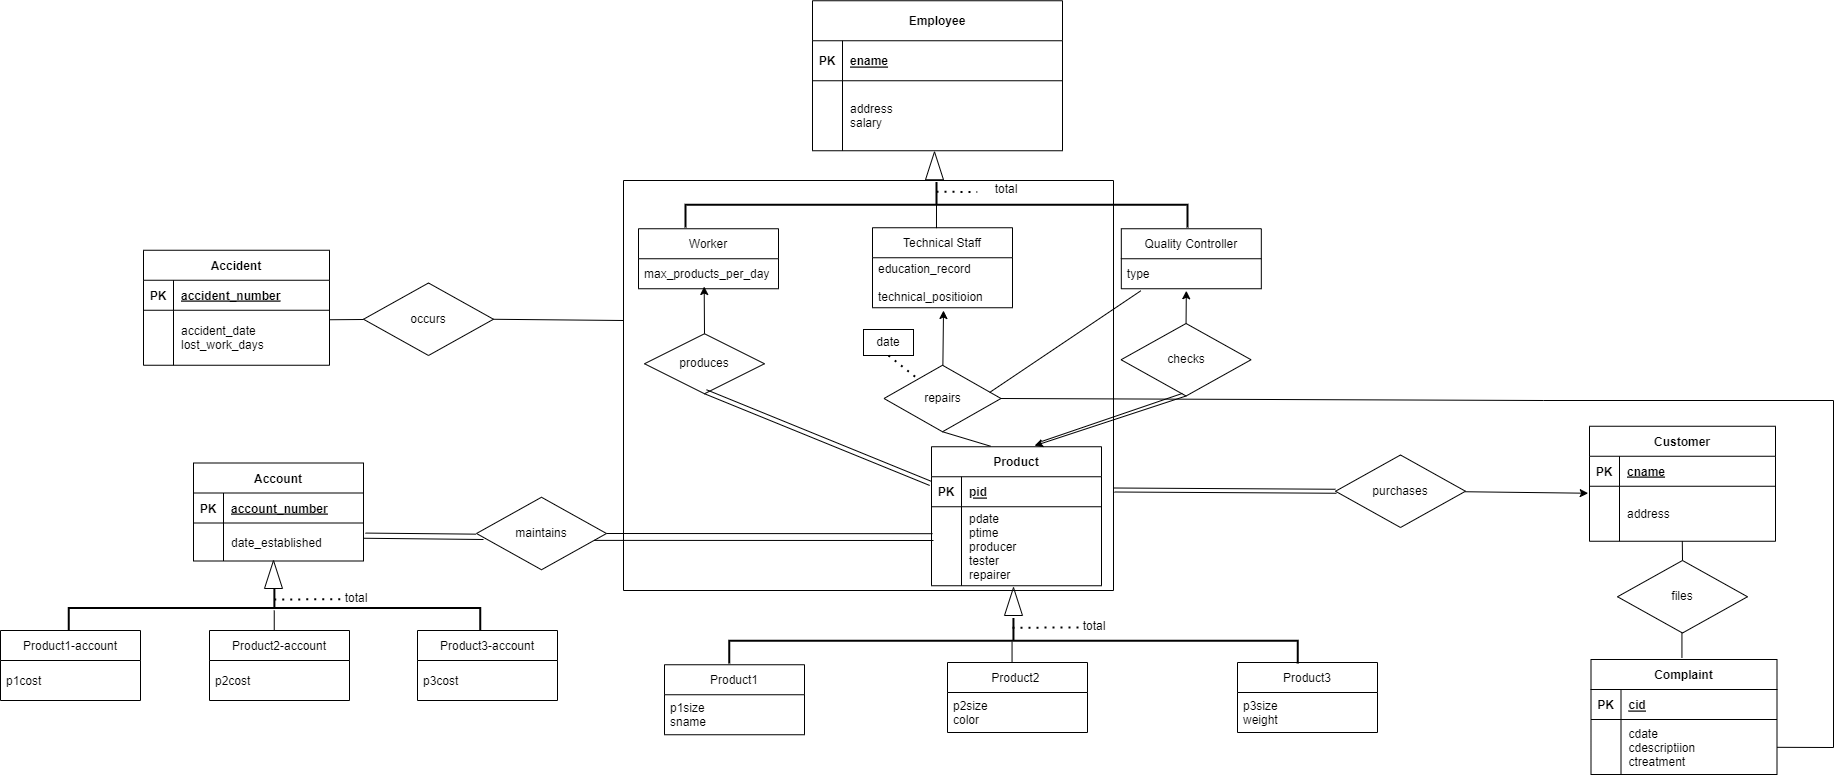 Employee
PK ename
address
salary
total
Worker
max_products_per_day
Technical Staff
education_record
technical_positioion
Quality Controller
type
Accident
PK accident_number
accident_date
lost_work_days
occurs
produces
date
repairs
checks
Account
PK account_number
date_established
maintains
Product
PK pid
pdate
ptime
producer
tester
repairer
purchases
Customer
PK cname
address
files
Complaint
PK cid
cdate
cdescriptiion
ctreatment
total
Product1-account
p1cost
Product2-account
p2cost
Product3-account
p3cost
total
Product1
p1size
sname
Product2
p2size
color
Product3
p3size
weight